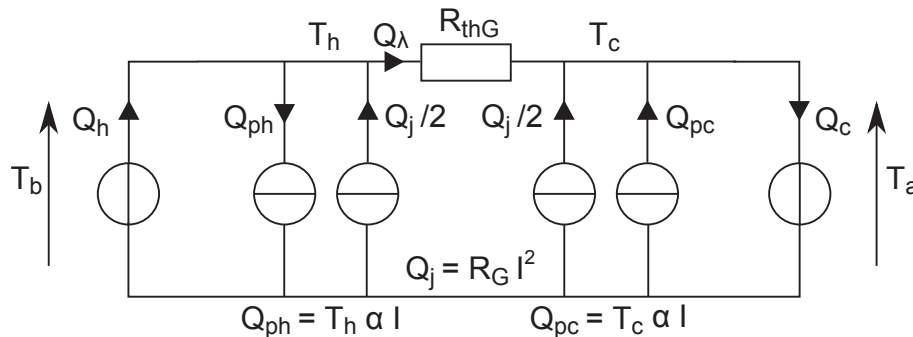 T_h Q_λ R_thG T_c
Q_h Q_ph Q_j/2 Q_j/2 Q_pc Q_c
T_b T_a
Q_j = R_G I²
Q_ph = T_h α I Q_pc = T_c α I